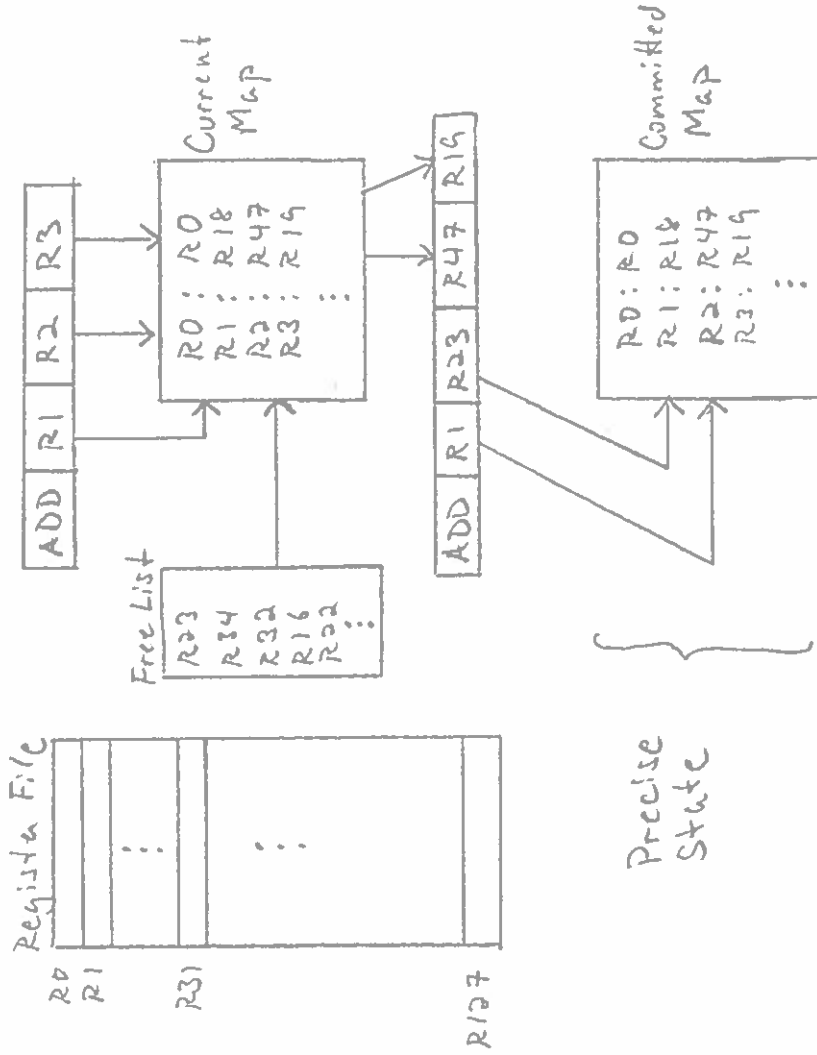 ADD R1 R2 R3
Current
Map
R0 : R0
R1 : R18
R2 : R47
R3 : R19
⋮
Free List
R23
R34
R32
R16
R22
⋮
ADD R1 R23 R47 R19
Committed
Map
R0 : R0
R1 : R18
R2 : R47
R3 : R19
⋮
Register File
R0
R1
⋮
R31
⋮
R127
Precise
State